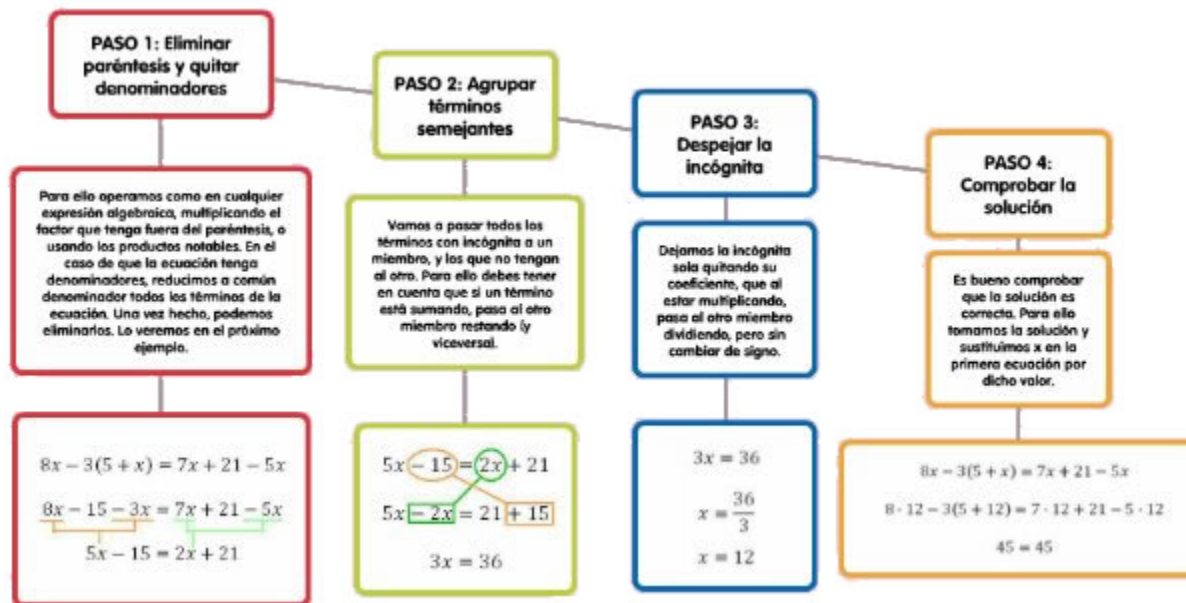 PASO 1: Eliminar
paréntesis y quitar
denominadores
Para ello operamos como en cualquier
expresión algebraica, multiplicando el
factor que tenga fuera del paréntesis, o
usando los productos notables. En el
caso de que la ecuación tenga
denominadores, reducimos a común
denominador todos los términos de la
ecuación. Una vez hecho, podemos
eliminarlos. Lo veremos en el próximo
ejemplo.
8x − 3(5 + x) = 7x + 21 − 5x
8x − 15 − 3x = 7x + 21 − 5x
5x − 15 = 2x + 21
PASO 2: Agrupar
términos
semejantes
Vamos a pasar todos los
términos con incógnita a un
miembro, y los que no tengan
al otro. Para ello debes tener
en cuenta que si un término
está sumando, pasa al otro
miembro restando (y
viceversa).
5x − 15 = 2x + 21
5x − 2x = 21 + 15
3x = 36
PASO 3:
Despejar la
incógnita
Dejamos la incógnita
sola quitando su
coeficiente, que al
estar multiplicando,
pasa al otro miembro
dividiendo, pero sin
cambiar de signo.
3x = 36
x = 36/3
x = 12
PASO 4:
Comprobar la
solución
Es bueno comprobar
que la solución es
correcta. Para ello
tomamos la solución y
sustituimos x en la
primera ecuación por
dicho valor.
8x − 3(5 + x) = 7x + 21 − 5x
8 · 12 − 3(5 + 12) = 7 · 12 + 21 − 5 · 12
45 = 45